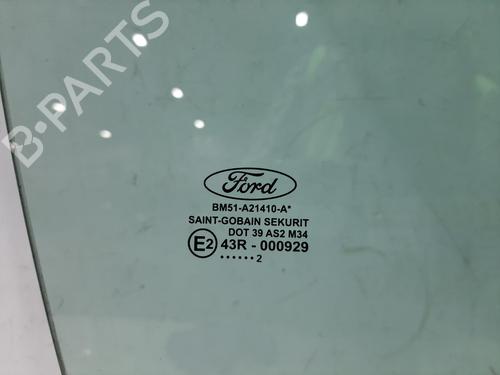 B-PARTS
Ford
BM51-A21410-A*
SAINT-GOBAIN SEKURIT
DOT 39 AS2 M34
E2 43R - 000929
......2